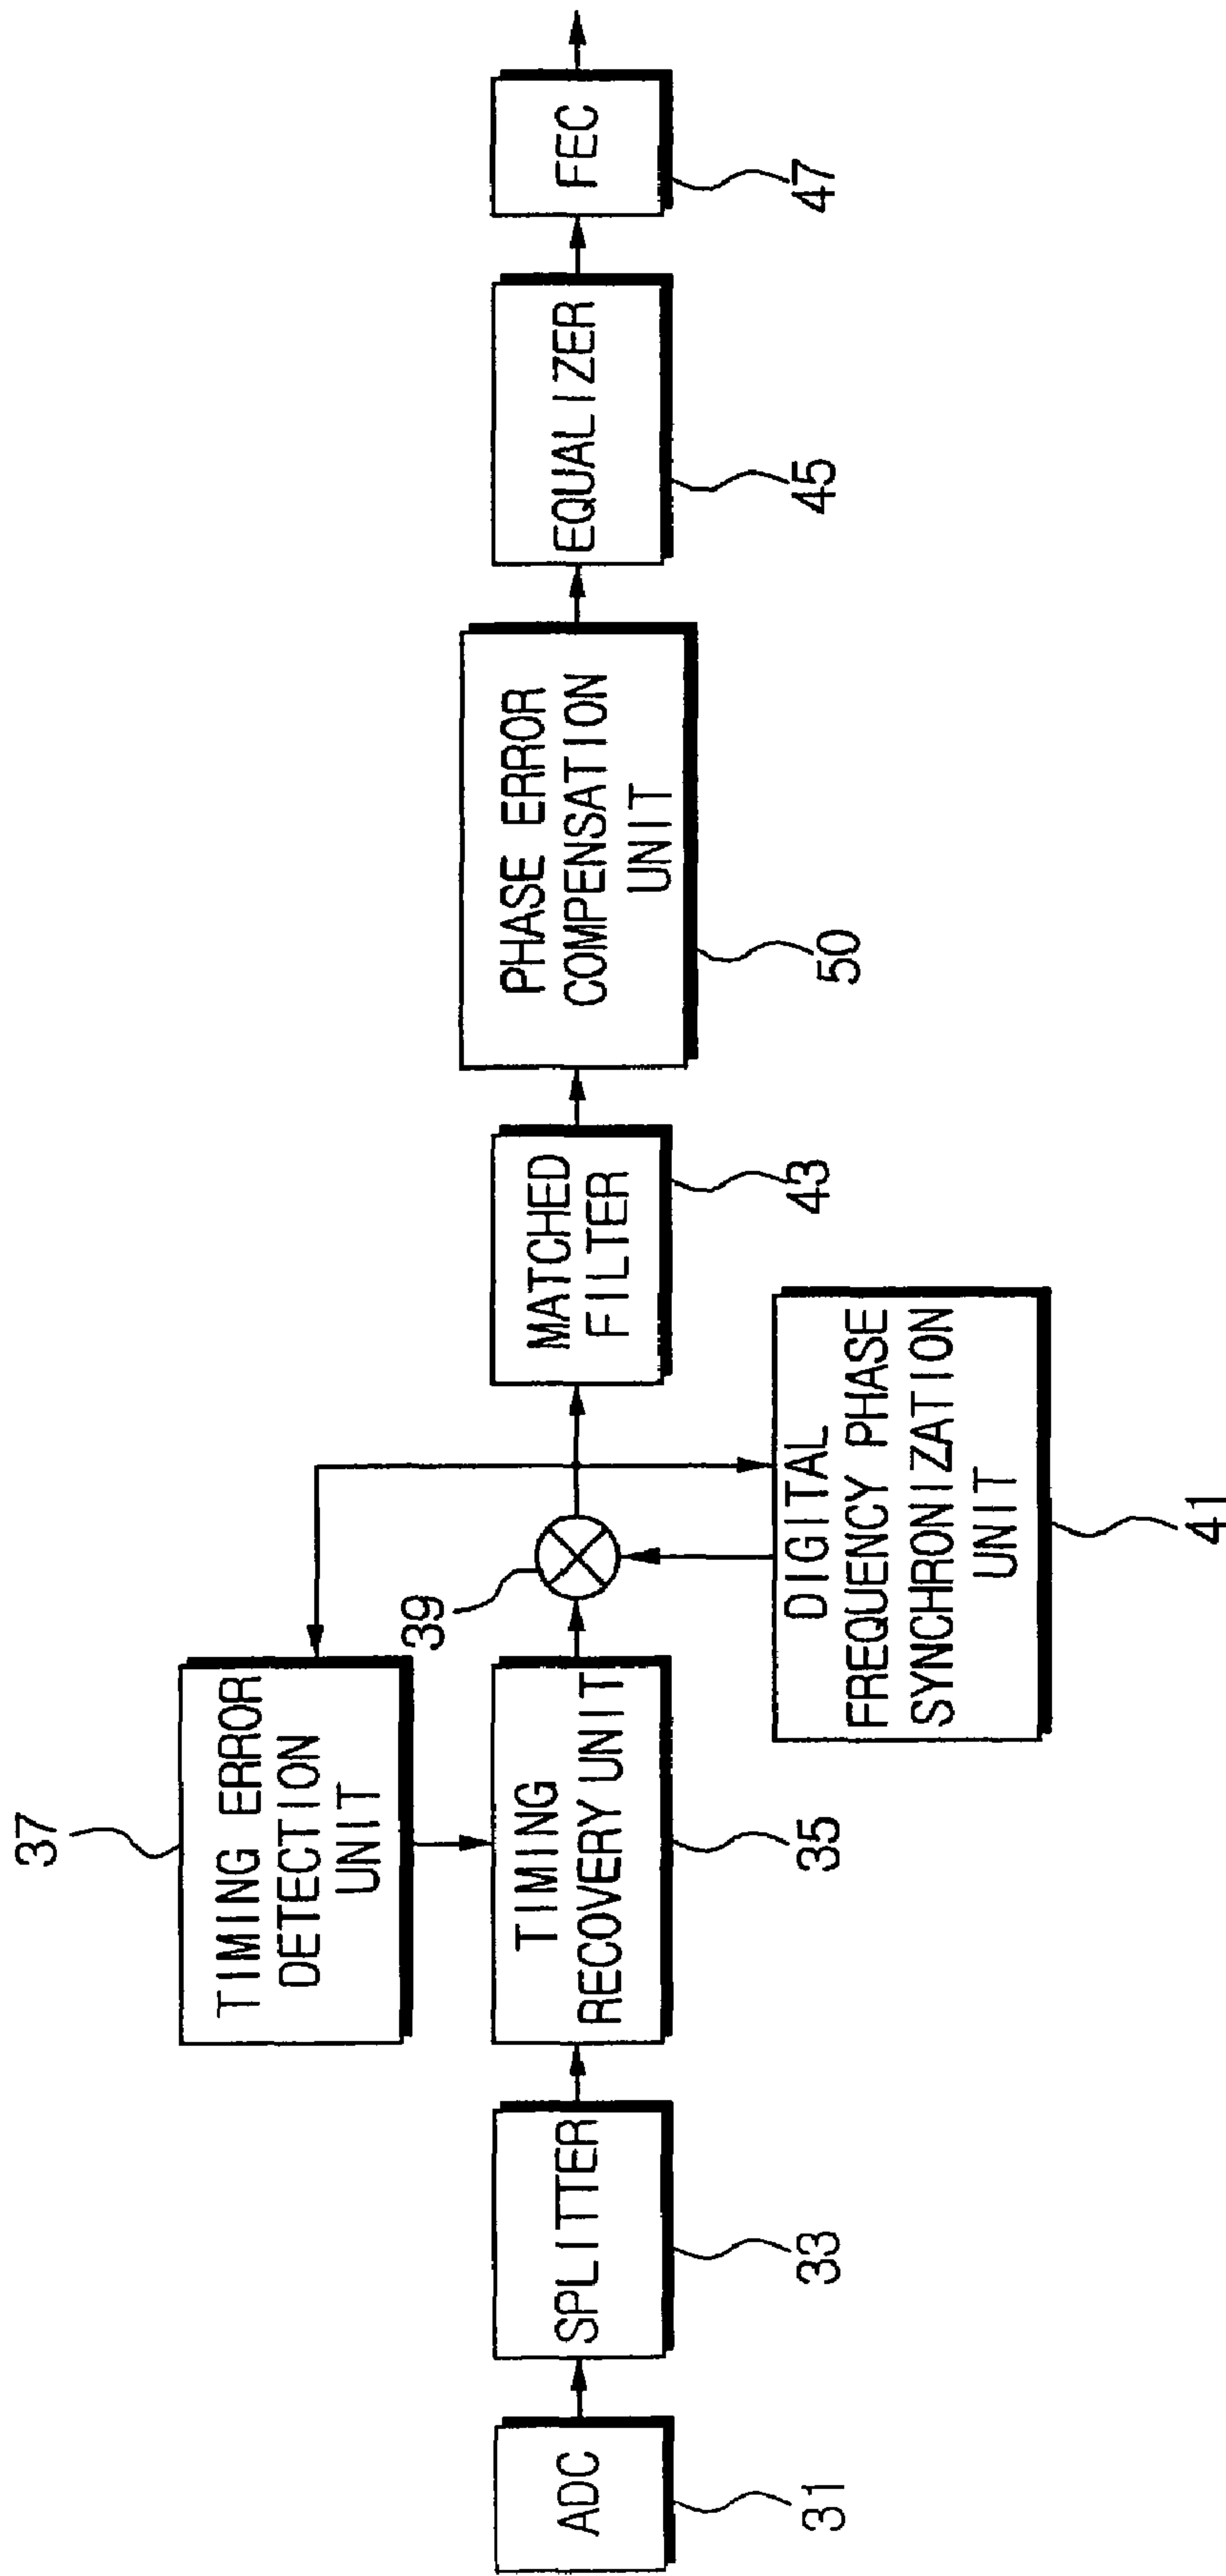 37
TIMING ERROR
DETECTION
UNIT
ADC
31
SPLITTER
33
TIMING
RECOVERY UNIT
35
39
DIGITAL
FREQUENCY PHASE
SYNCHRONIZATION
UNIT
41
MATCHED
FILTER
43
PHASE ERROR
COMPENSATION
UNIT
50
EQUALIZER
45
FEC
47